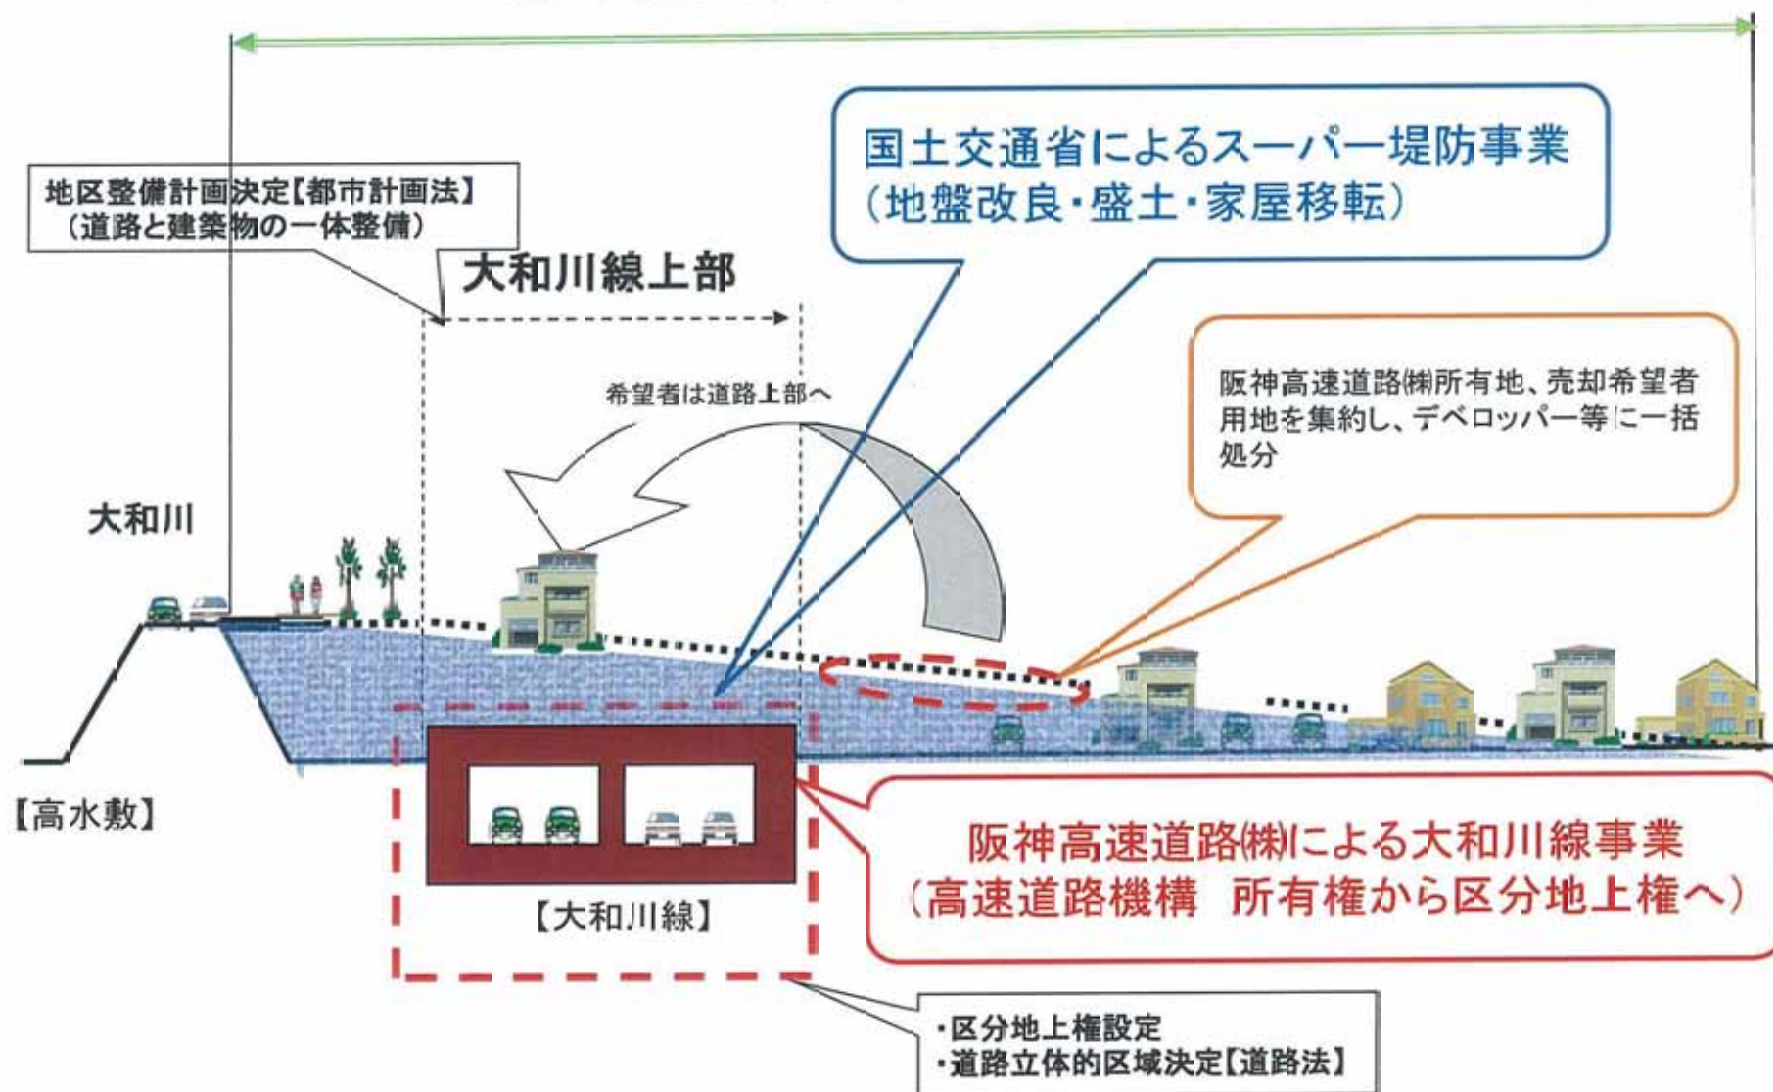 国土交通省によるスーパー堤防事業
(地盤改良・盛土・家屋移転)
地区整備計画決定【都市計画法】
(道路と建築物の一体整備)
大和川線上部
希望者は道路上部へ
阪神高速道路㈱所有地、売却希望者
用地を集約し、デベロッパー等に一括
処分
大和川
【高水敷】
【大和川線】
阪神高速道路㈱による大和川線事業
(高速道路機構　所有権から区分地上権へ)
・区分地上権設定
・道路立体的区域決定【道路法】